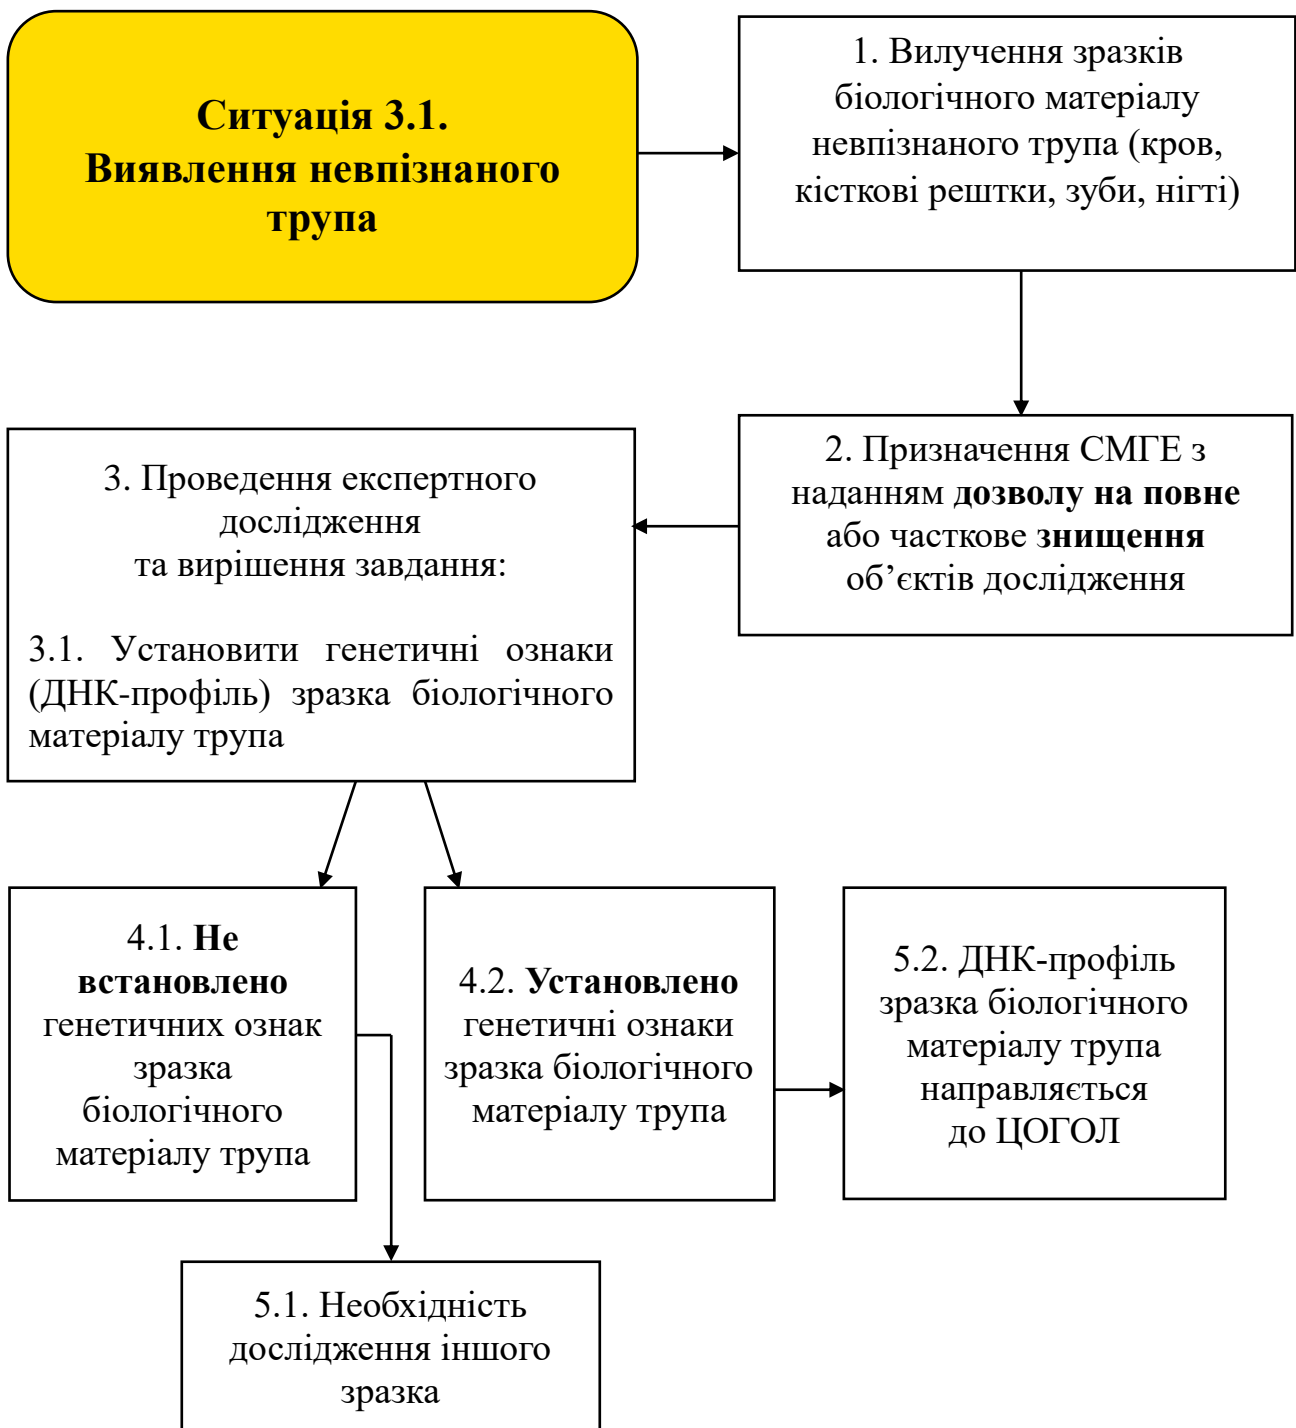 Ситуація 3.1.
Виявлення невпізнаного
трупа
1. Вилучення зразків
біологічного матеріалу
невпізнаного трупа (кров,
кісткові рештки, зуби, нігті)
2. Призначення СМГЕ з
наданням дозволу на повне
або часткове знищення
об’єктів дослідження
3. Проведення експертного
дослідження
та вирішення завдання:
3.1. Установити генетичні ознаки
(ДНК-профіль) зразка біологічного
матеріалу трупа
4.1. Не
встановлено
генетичних ознак
зразка
біологічного
матеріалу трупа
4.2. Установлено
генетичні ознаки
зразка біологічного
матеріалу трупа
5.2. ДНК-профіль
зразка біологічного
матеріалу трупа
направляється
до ЦОГОЛ
5.1. Необхідність
дослідження іншого
зразка